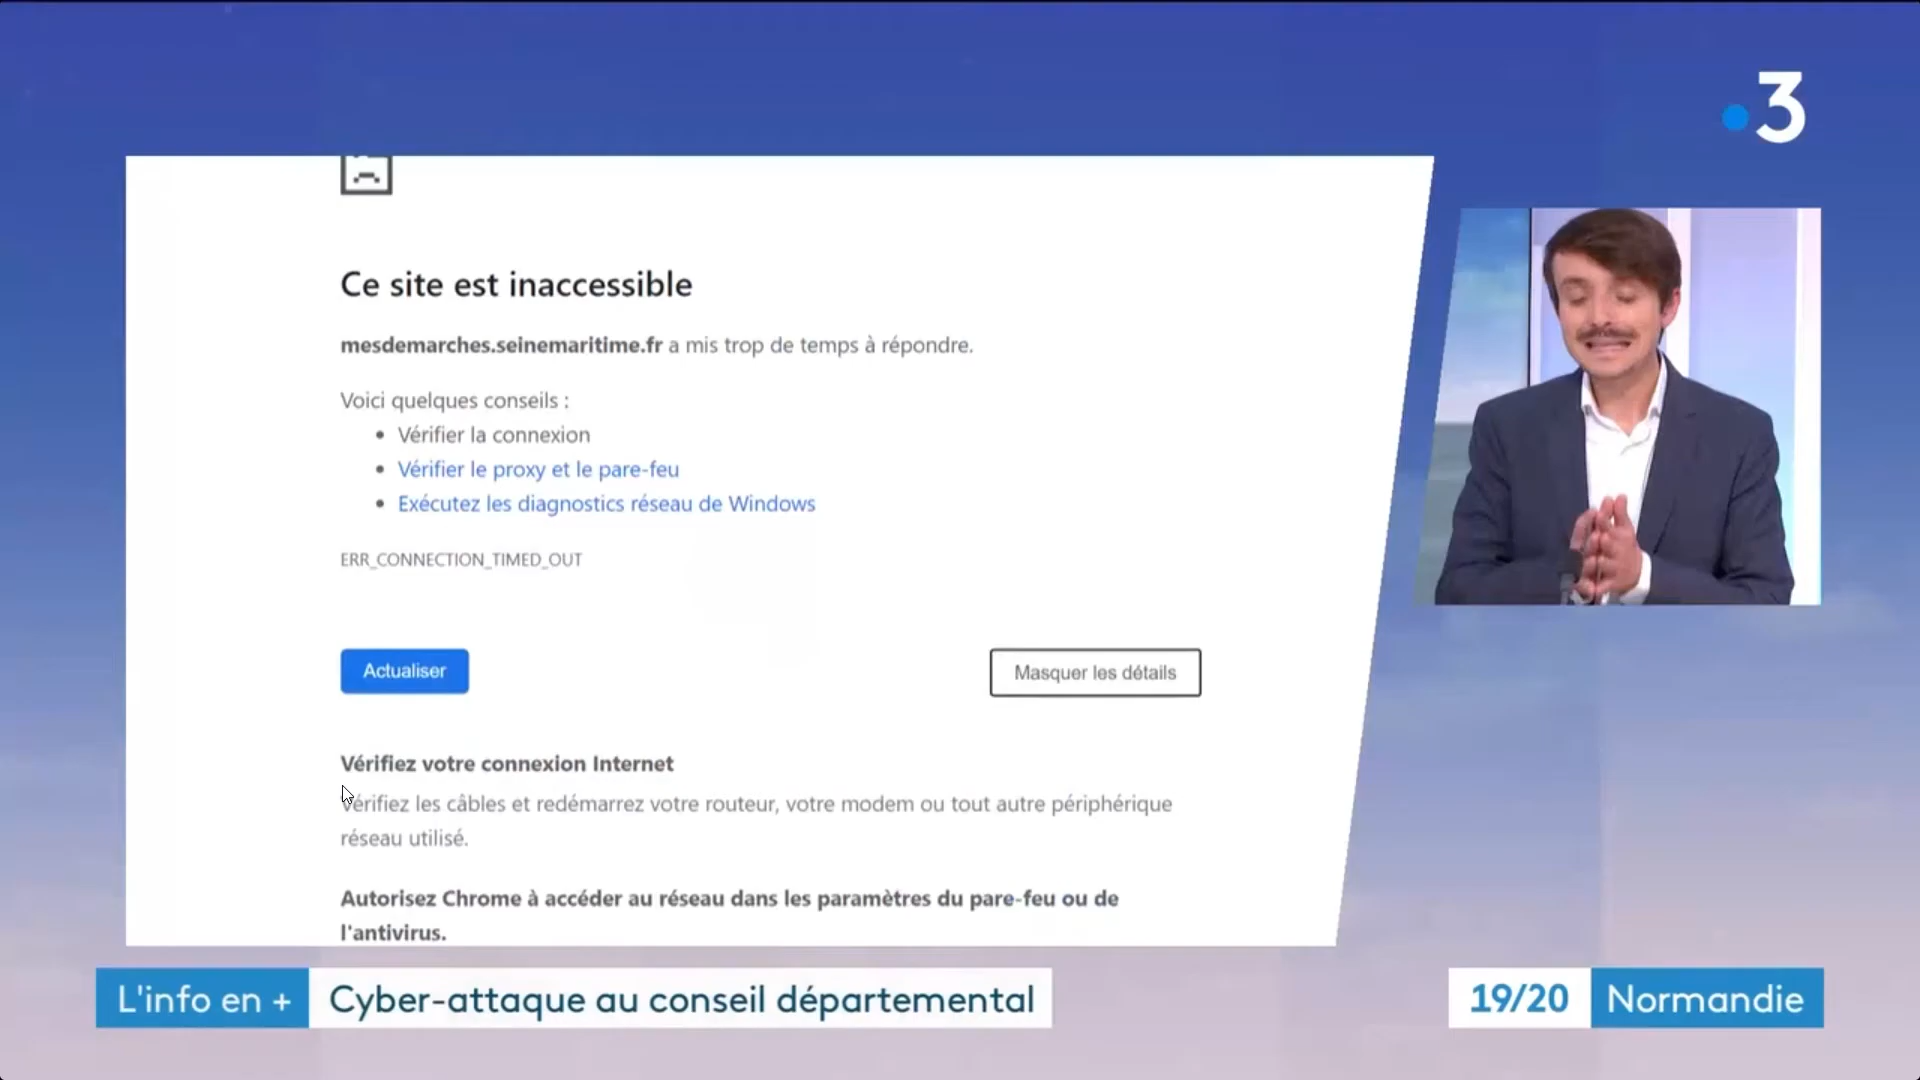 3
Ce site est inaccessible
mesdemarches.seinemaritime.fr a mis trop de temps à répondre.
Voici quelques conseils :
• Vérifier la connexion
• Vérifier le proxy et le pare-feu
• Exécutez les diagnostics réseau de Windows
ERR_CONNECTION_TIMED_OUT
Actualiser
Masquer les détails
Vérifiez votre connexion Internet
Vérifiez les câbles et redémarrez votre routeur, votre modem ou tout autre périphérique
réseau utilisé.
Autorisez Chrome à accéder au réseau dans les paramètres du pare-feu ou de
l'antivirus.
L'info en + Cyber-attaque au conseil départemental
19/20 Normandie